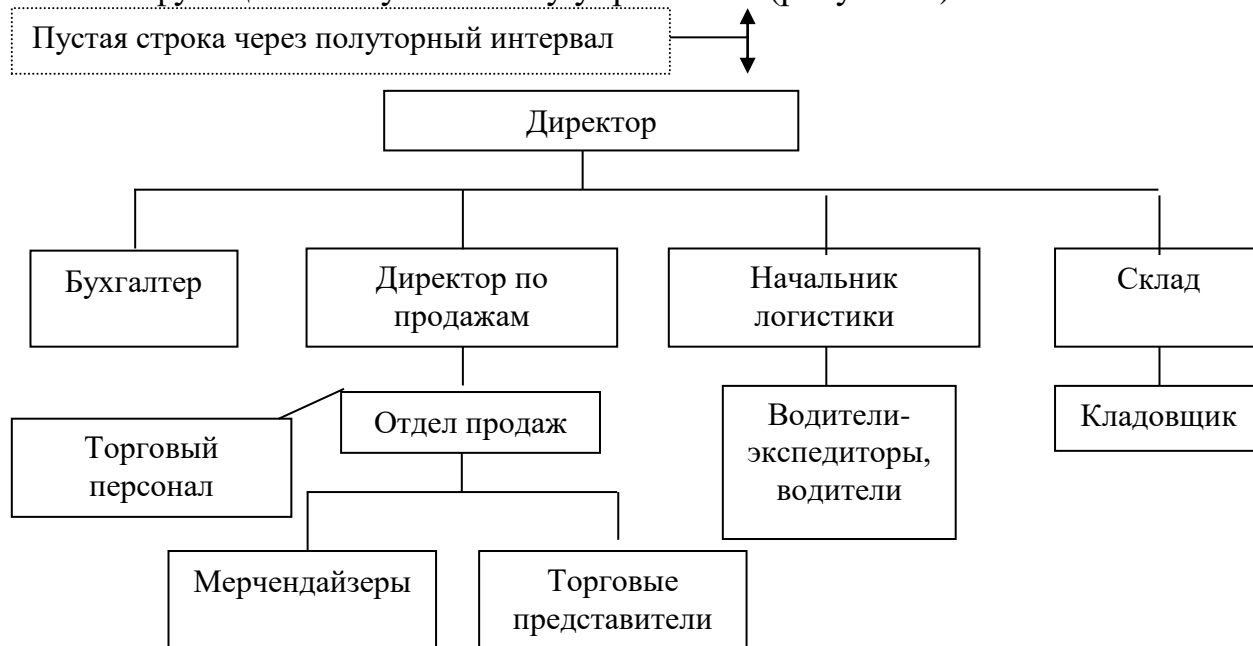 Пустая строка через полуторный интервал
Директор
Бухгалтер
Директор по
продажам
Начальник
логистики
Склад
Отдел продаж
Торговый
персонал
Водители-
экспедиторы,
водители
Кладовщик
Мерчендайзеры
Торговые
представители